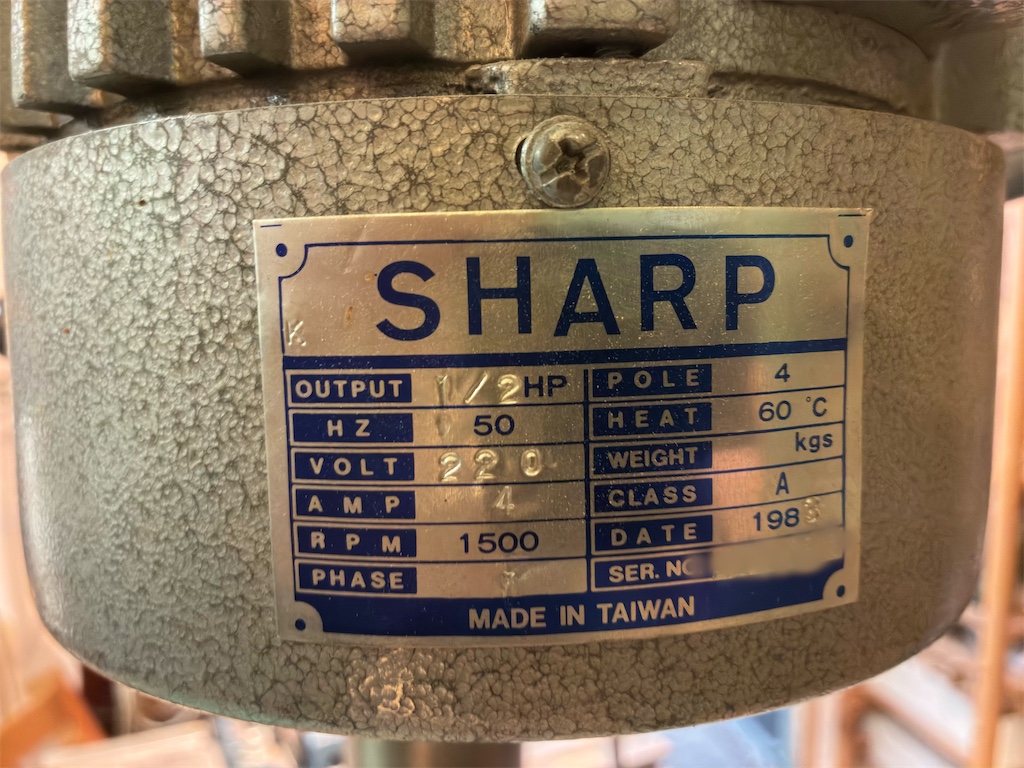 SHARP
K
OUTPUT 1/2 HP POLE 4
HZ 50 HEAT 60 °C
VOLT 220 WEIGHT kgs
AMP 4 CLASS A
RPM 1500 DATE 198
PHASE SER. NO
MADE IN TAIWAN